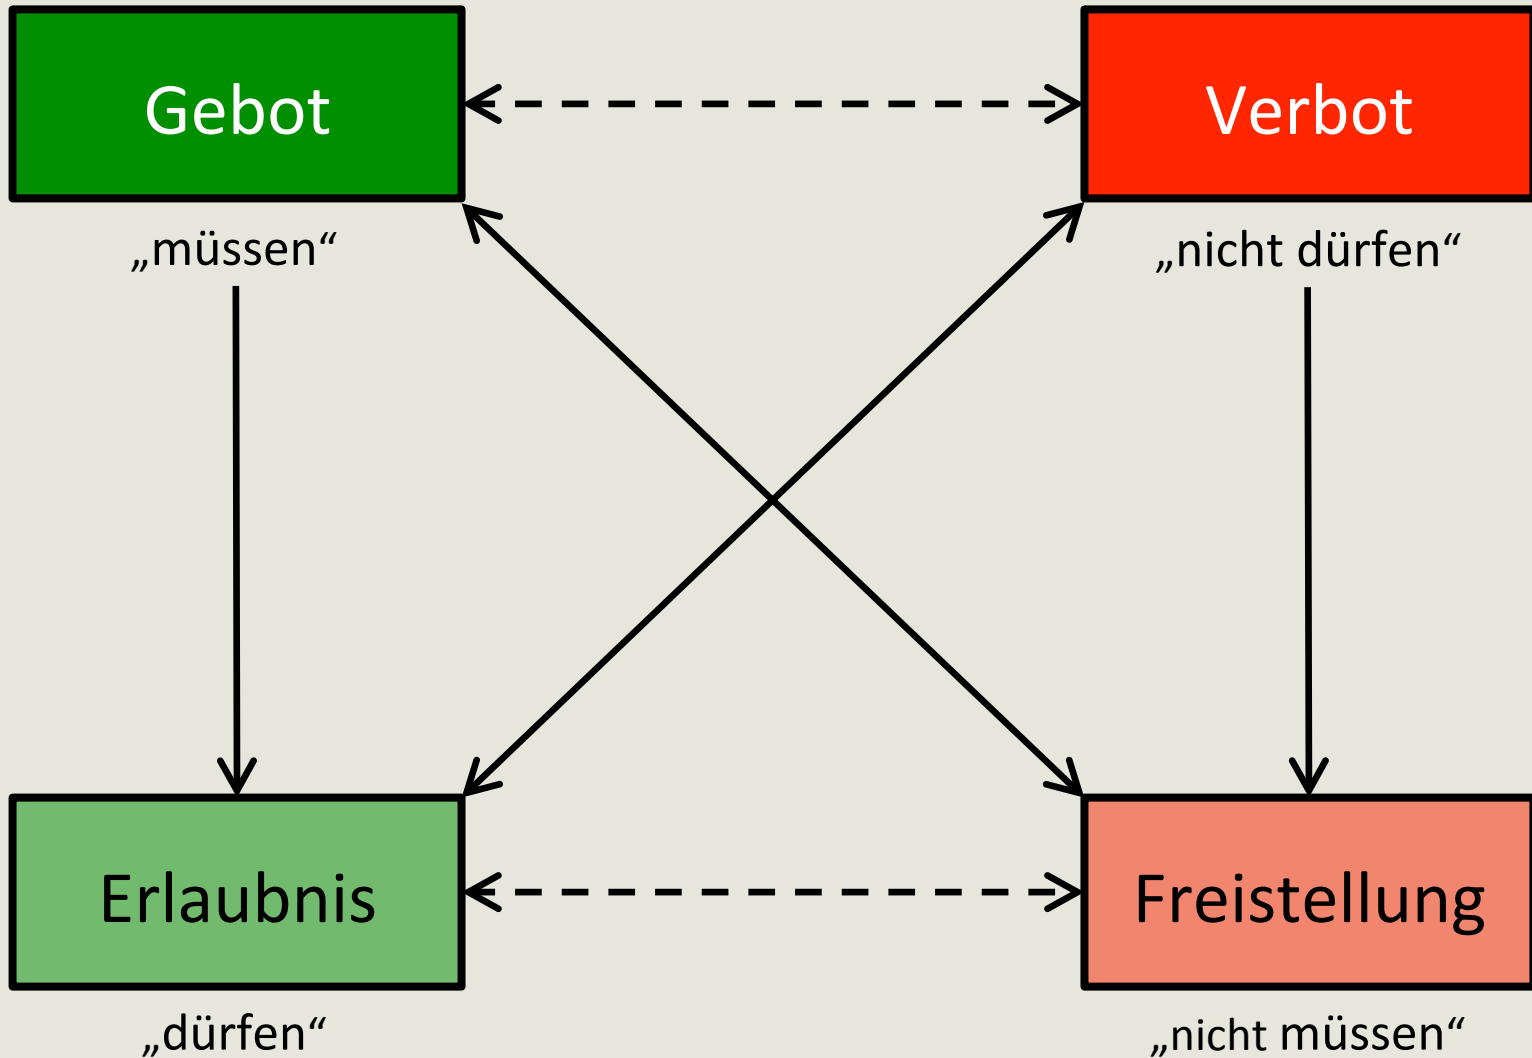 Gebot
Verbot
„müssen“
„nicht dürfen“
Erlaubnis
Freistellung
„dürfen“
„nicht müssen“